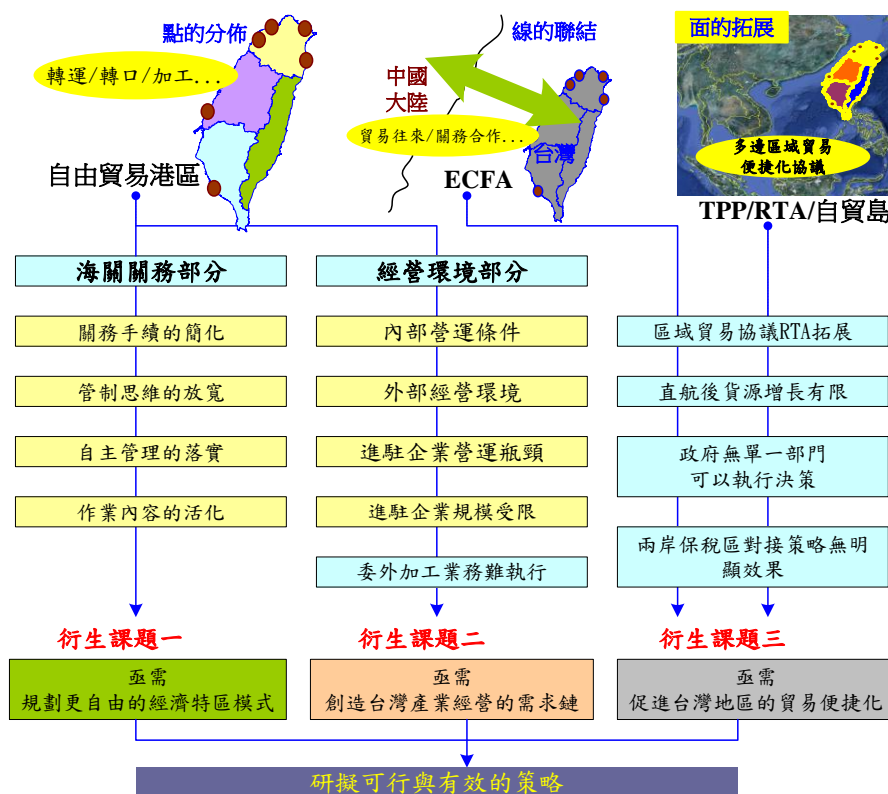 點的分佈
轉運/轉口/加工...
自由貿易港區
線的聯結
中國
大陸
貿易往來/關務合作...
台灣
ECFA
面的拓展
多邊區域貿易
便捷化協議
TPP/RTA/自貿島
海關關務部分
關務手續的簡化
管制思維的放寬
自主管理的落實
作業內容的活化
經營環境部分
內部營運條件
外部經營環境
進駐企業營運瓶頸
進駐企業規模受限
委外加工業務難執行
區域貿易協議RTA拓展
直航後貨源增長有限
政府無單一部門
可以執行決策
兩岸保稅區對接策略無明
顯效果
衍生課題一
亟需
規劃更自由的經濟特區模式
衍生課題二
亟需
創造台灣產業經營的需求鏈
衍生課題三
亟需
促進台灣地區的貿易便捷化
研擬可行與有效的策略